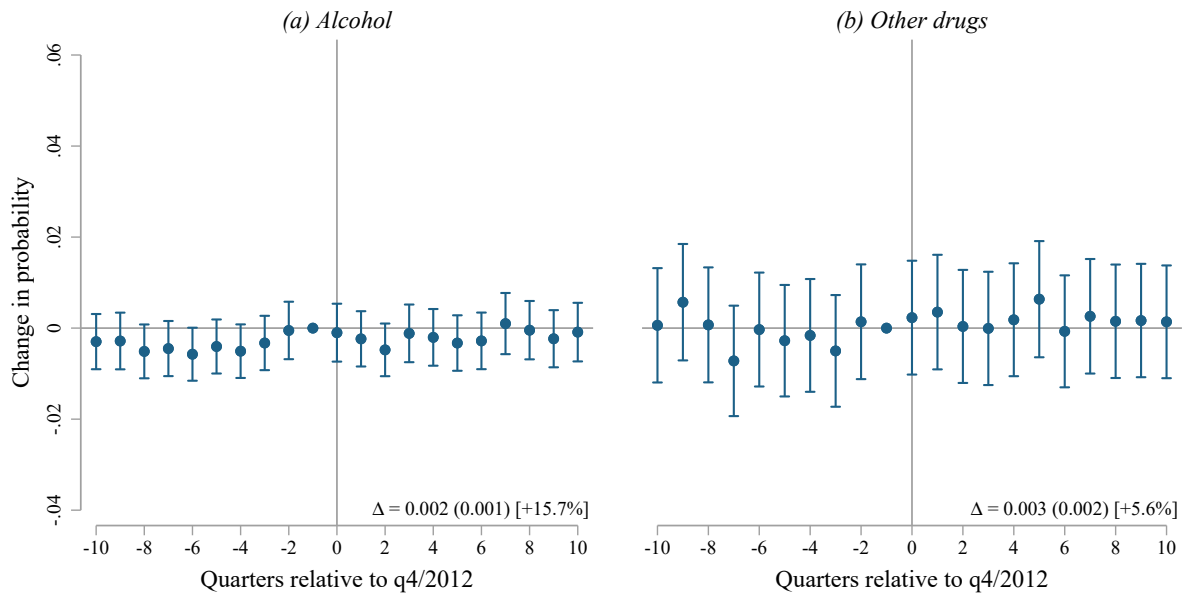 (a) Alcohol
(b) Other drugs
Change in probability
.06
.04
.02
0
-.02
-.04
Δ = 0.002 (0.001) [+15.7%]
Δ = 0.003 (0.002) [+5.6%]
-10 -8 -6 -4 -2 0 2 4 6 8 10
-10 -8 -6 -4 -2 0 2 4 6 8 10
Quarters relative to q4/2012
Quarters relative to q4/2012